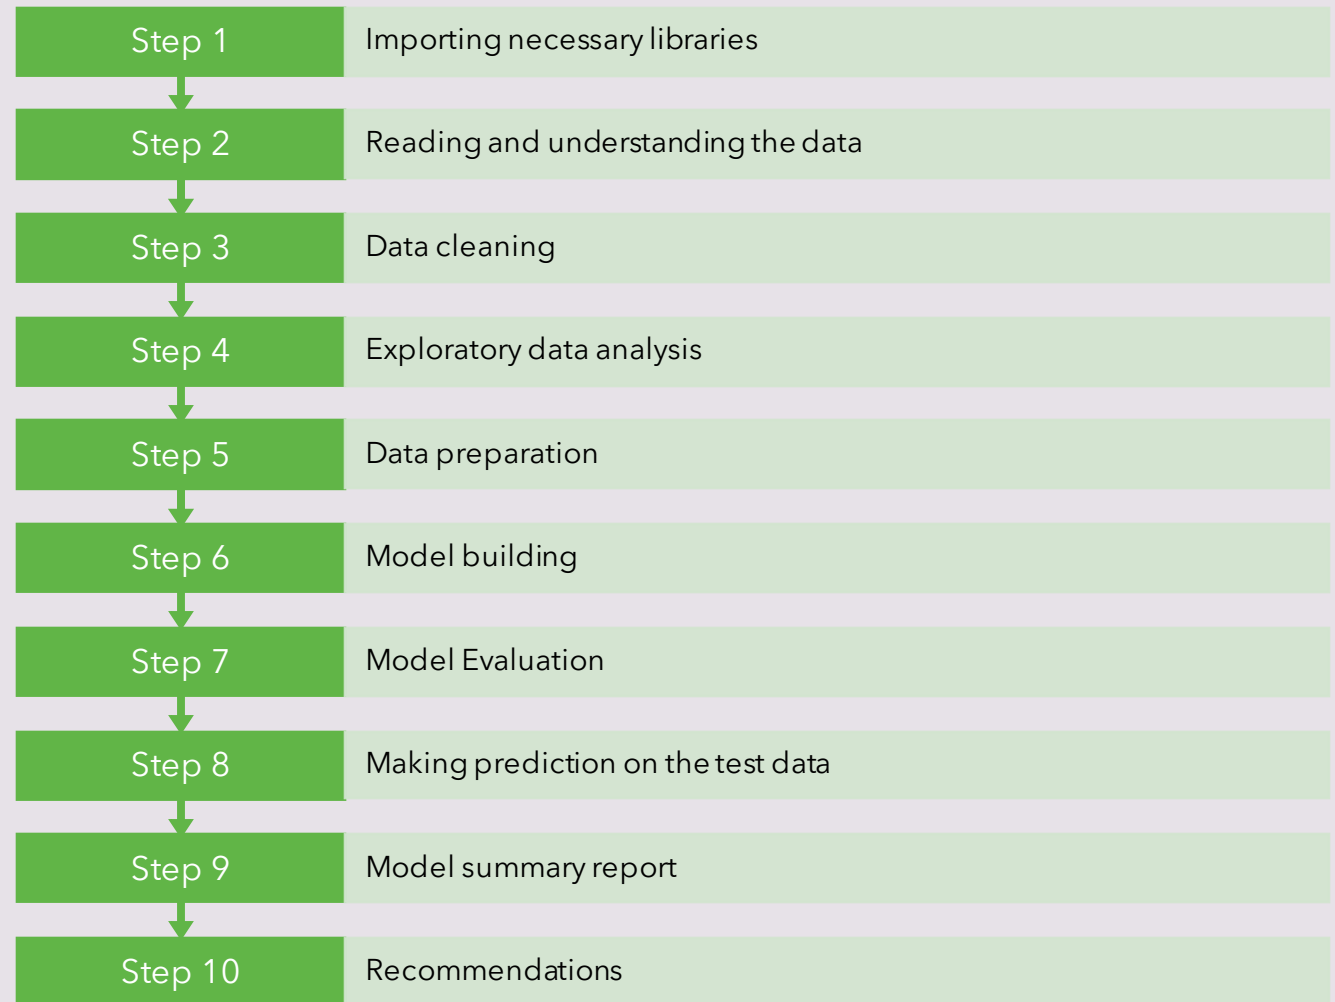 Step 1
Importing necessary libraries
Step 2
Reading and understanding the data
Step 3
Data cleaning
Step 4
Exploratory data analysis
Step 5
Data preparation
Step 6
Model building
Step 7
Model Evaluation
Step 8
Making prediction on the test data
Step 9
Model summary report
Step 10
Recommendations